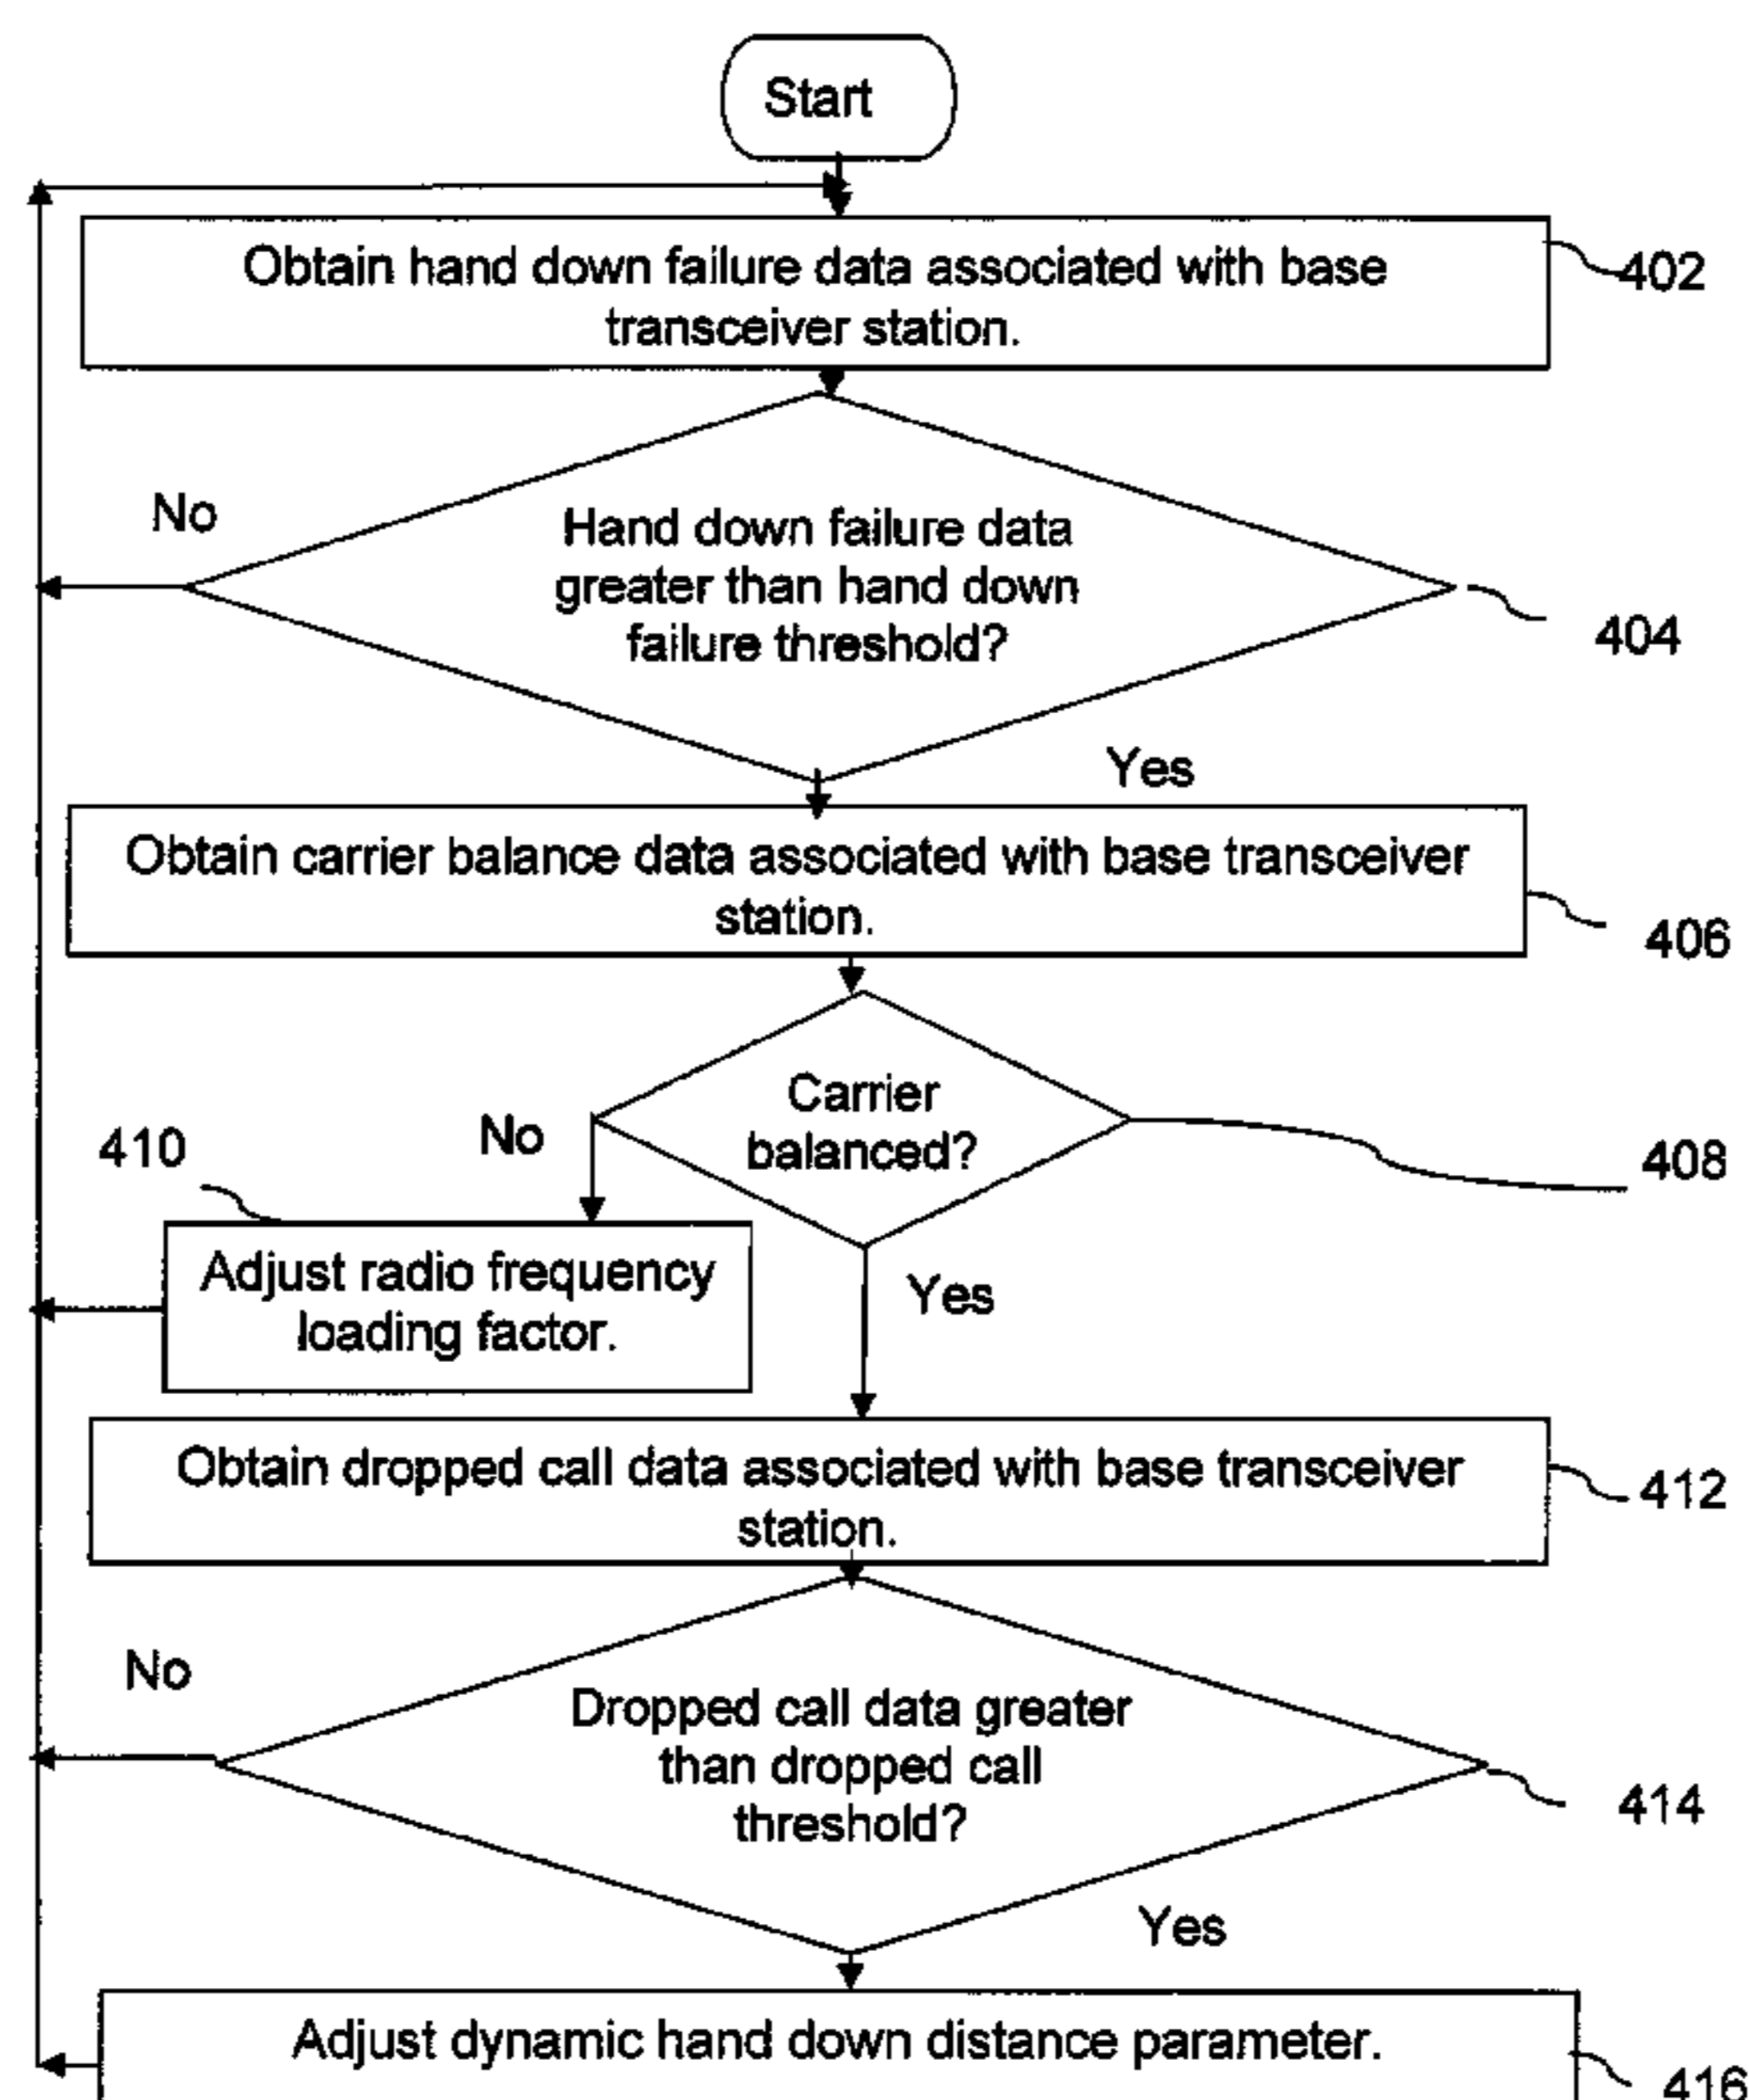 Start
Obtain hand down failure data associated with base
transceiver station.
402
No
Hand down failure data
greater than hand down
failure threshold?
404
Yes
Obtain carrier balance data associated with base transceiver
station.
406
Carrier
balanced?
No
408
410
Adjust radio frequency
loading factor.
Yes
Obtain dropped call data associated with base transceiver
station.
412
No
Dropped call data greater
than dropped call
threshold?
414
Yes
Adjust dynamic hand down distance parameter.
416